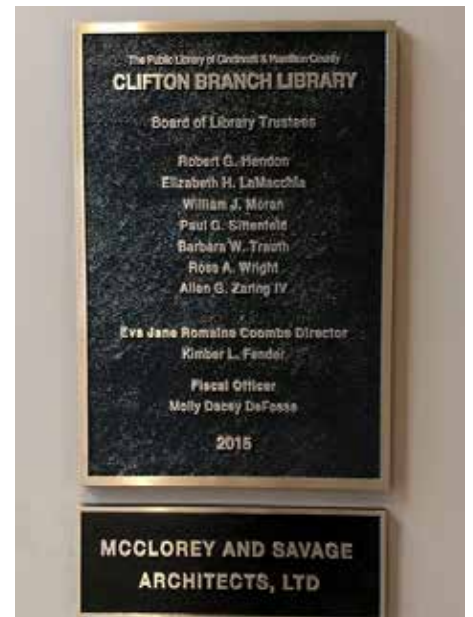 The Public Library of Cincinnati & Hamilton County
CLIFTON BRANCH LIBRARY
Board of Library Trustees
Robert G. Hendon
Elizabeth H. LaMacchia
William J. Moran
Paul G. Sittenfeld
Barbara W. Trauth
Ross A. Wright
Allen G. Zaring IV
Eva Jane Romaine Coombe Director
Kimber L. Fender
Fiscal Officer
Molly Dacey DeFosse
2015
MCCLOREY AND SAVAGE
ARCHITECTS, LTD